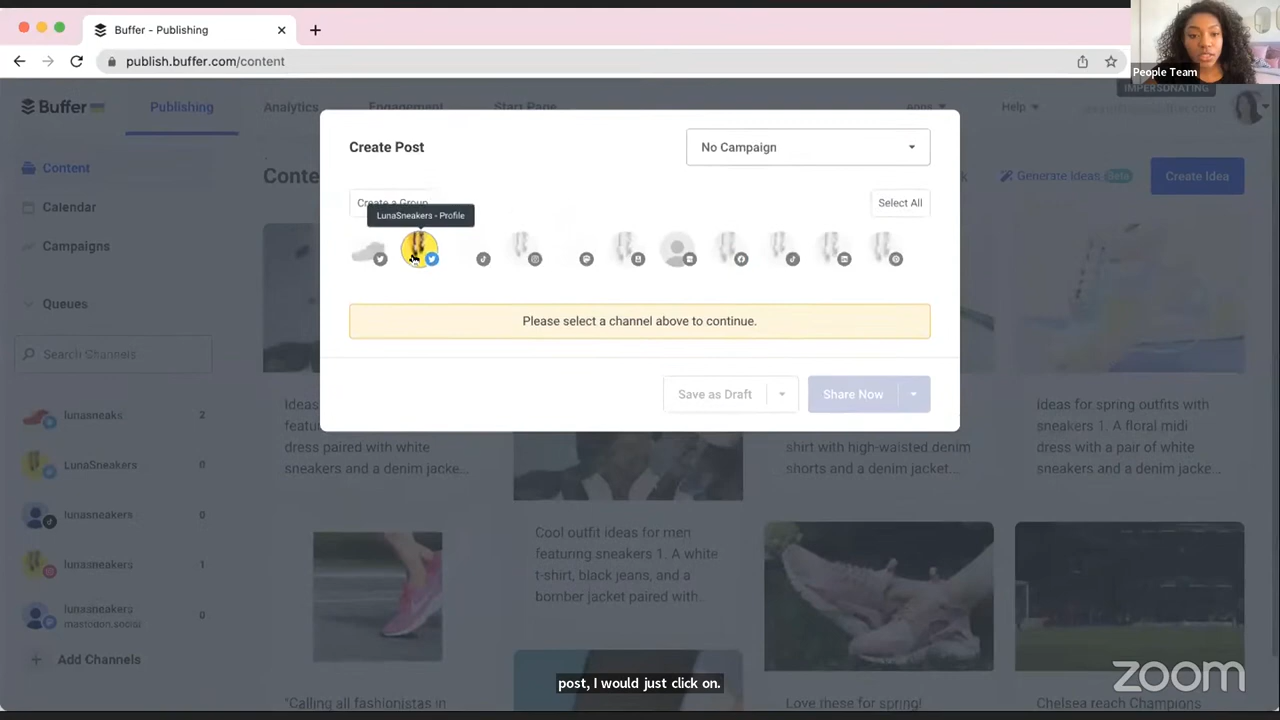 Buffer - Publishing
publish.buffer.com/content
People Team
Buffer
Publishing
Analytics
Engagement
Start Page
Apps
Help
IMPERSONATING
Content
Calendar
Campaigns
Queues
Search Channels
lunasneaks 2
LunaSneakers 0
lunasneakers 0
lunasneakers 1
lunasneakers 0
mastodon.social
Add Channels
Conte
Generate Ideas Beta
Create Idea
Create Post
No Campaign
Create a Group
Select All
LunaSneakers - Profile
Please select a channel above to continue.
Save as Draft
Share Now
Ideas
featu
dress paired with white
sneakers and a denim jacke...
shirt with high-waisted denim
shorts and a denim jacket...
Ideas for spring outfits with
sneakers 1. A floral midi
dress with a pair of white
sneakers and a denim jacke...
Cool outfit ideas for men
featuring sneakers 1. A white
t-shirt, black jeans, and a
bomber jacket paired with...
"Calling all fashionistas in
Love these for spring!
Chelsea reach Champions
post, I would just click on.
zoom